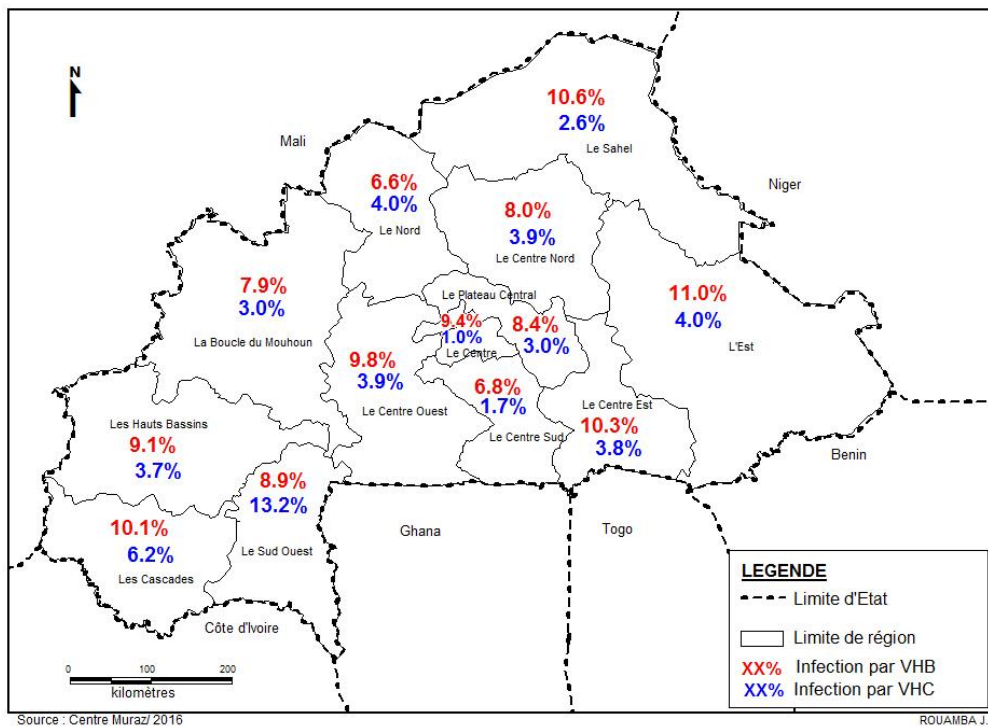 N
Mali
10.6%
2.6%
Le Sahel
Niger
6.6%
4.0%
Le Nord
8.0%
3.9%
Le Centre Nord
7.9%
3.0%
La Boucle du Mouhoun
Le Plateau Central
9.4%
1.0%
Le Centre
8.4%
3.0%
11.0%
4.0%
L'Est
9.8%
3.9%
Le Centre Ouest
6.8%
1.7%
Le Centre Sud
Le Centre Est
10.3%
3.8%
Benin
Les Hauts Bassins
9.1%
3.7%
8.9%
13.2%
Le Sud Ouest
10.1%
6.2%
Les Cascades
Ghana
Togo
Côte d'Ivoire
0 100 200
kilomètres
LEGENDE
Limite d'Etat
Limite de région
XX% Infection par VHB
XX% Infection par VHC
Source : Centre Muraz/ 2016
ROUAMBA J.